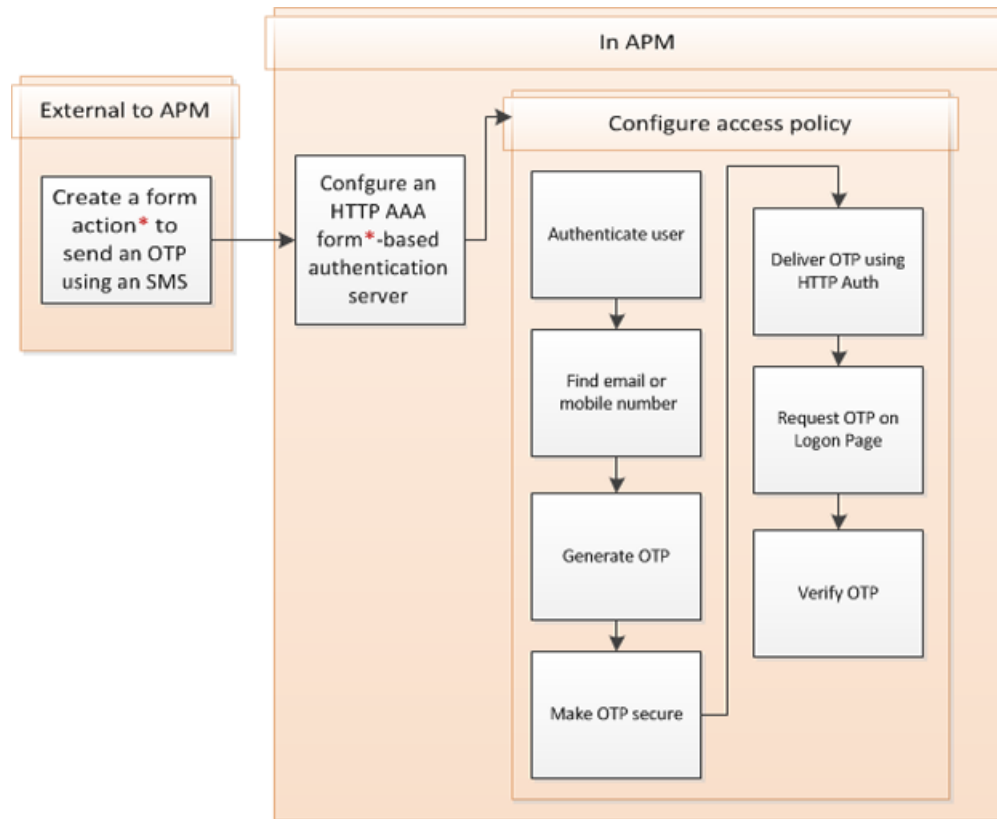 In APM
External to APM
Create a form
action* to
send an OTP
using an SMS
Confgure an
HTTP AAA
form*-based
authentication
server
Configure access policy
Authenticate user
Find email or
mobile number
Generate OTP
Make OTP secure
Deliver OTP using
HTTP Auth
Request OTP on
Logon Page
Verify OTP